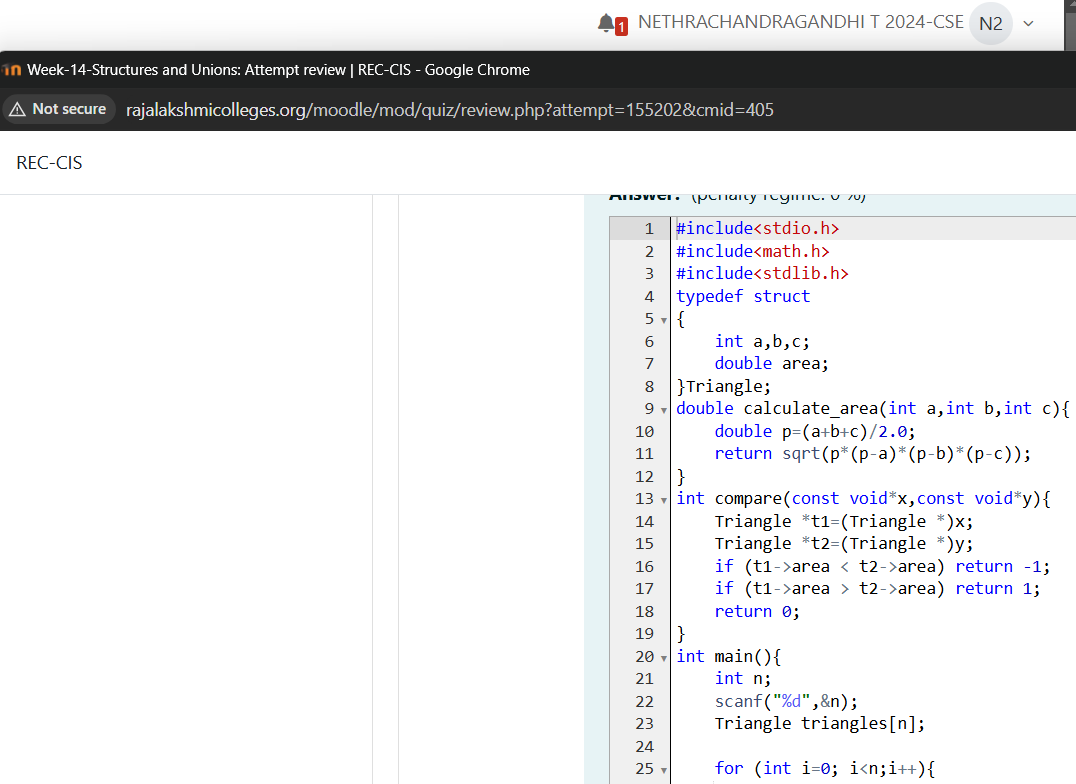 1 NETHRACHANDRAGANDHI T 2024-CSE N2
Week-14-Structures and Unions: Attempt review | REC-CIS - Google Chrome
Not secure rajalakshmicolleges.org/moodle/mod/quiz/review.php?attempt=155202&cmid=405
REC-CIS
Answer: (penalty regime: 0 %)
1 #include<stdio.h>
2 #include<math.h>
3 #include<stdlib.h>
4 typedef struct
5 {
6 int a,b,c;
7 double area;
8 }Triangle;
9 double calculate_area(int a,int b,int c){
10 double p=(a+b+c)/2.0;
11 return sqrt(p*(p-a)*(p-b)*(p-c));
12 }
13 int compare(const void*x,const void*y){
14 Triangle *t1=(Triangle *)x;
15 Triangle *t2=(Triangle *)y;
16 if (t1->area < t2->area) return -1;
17 if (t1->area > t2->area) return 1;
18 return 0;
19 }
20 int main(){
21 int n;
22 scanf("%d",&n);
23 Triangle triangles[n];
24
25 for (int i=0; i<n;i++){